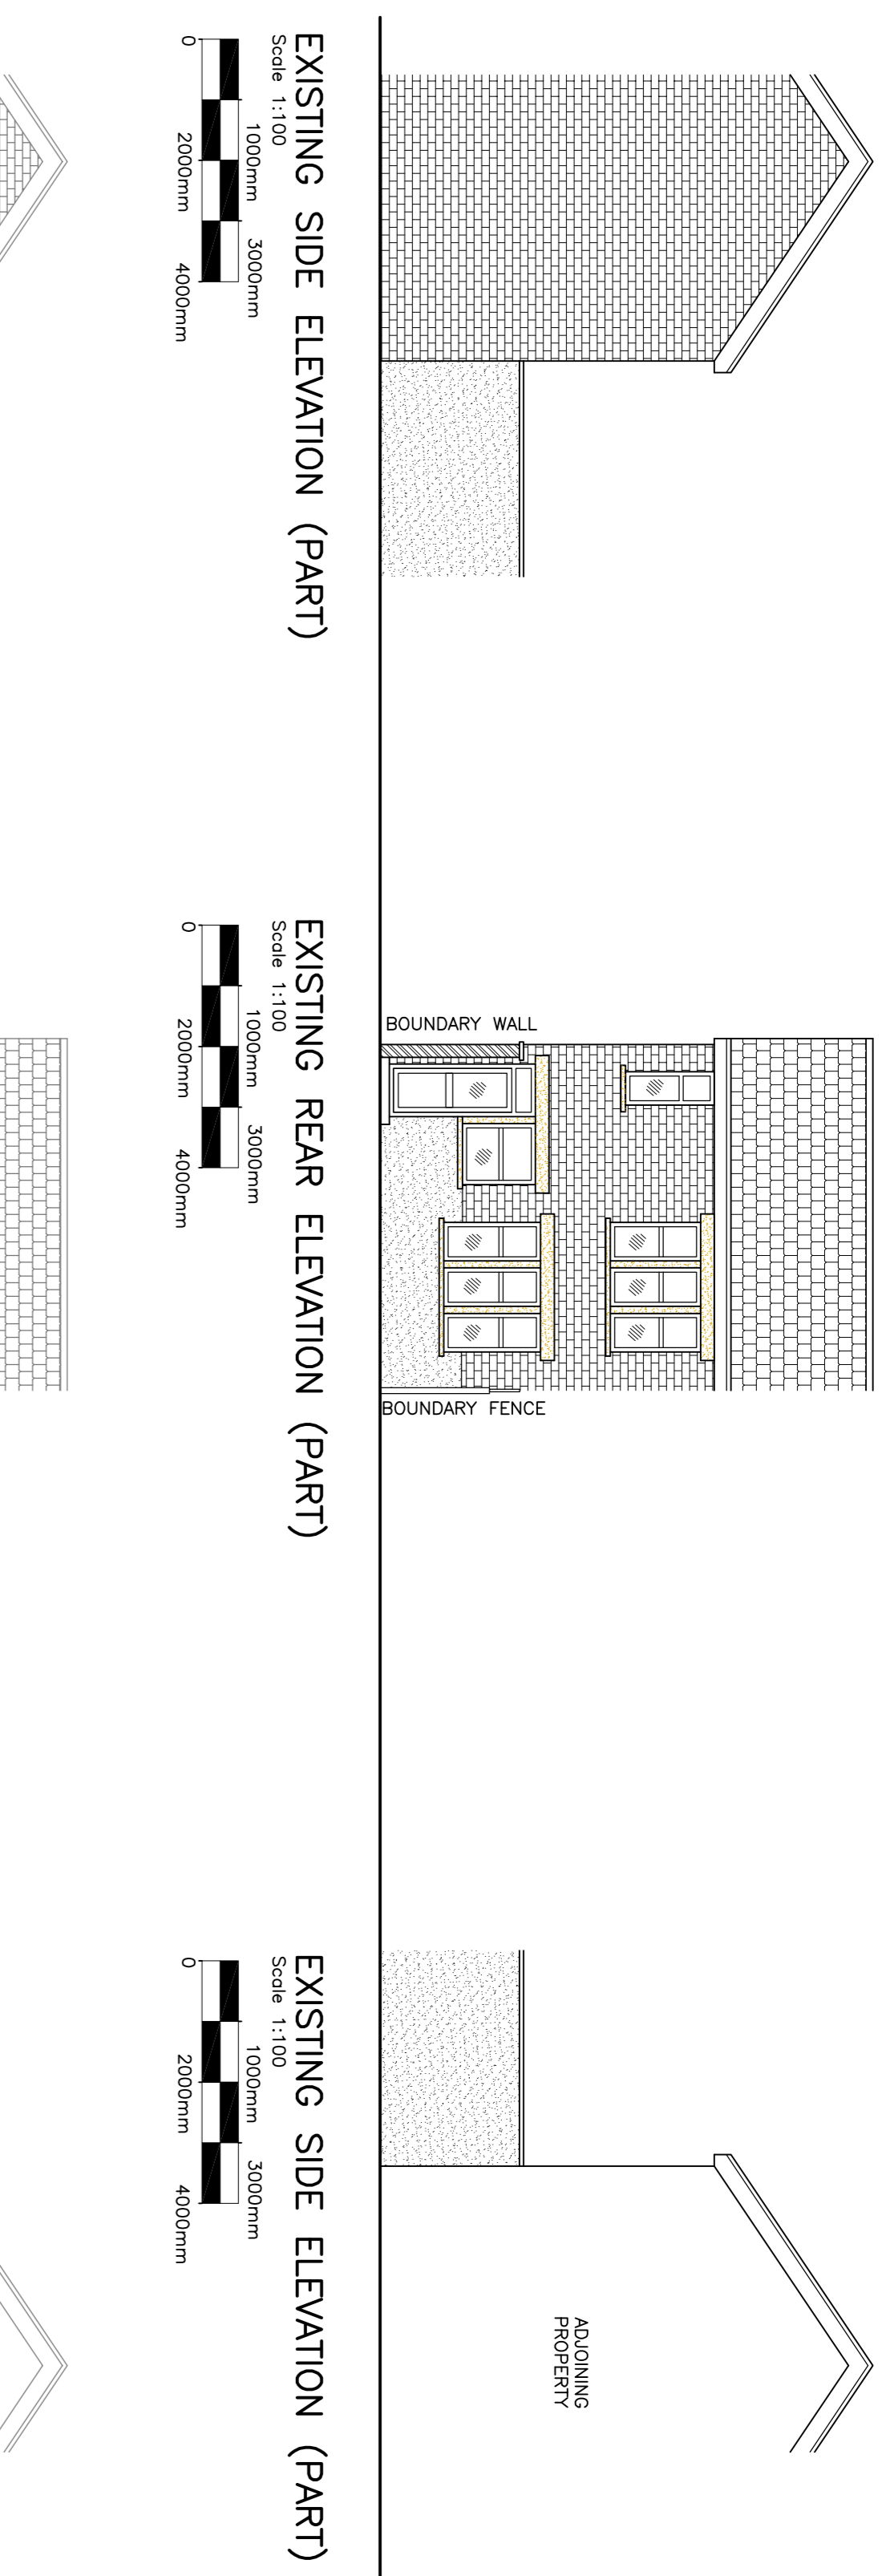 BOUNDARY WALL
BOUNDARY FENCE
ADJOINING
PROPERTY
EXISTING SIDE ELEVATION (PART)
Scale 1:100
1000mm 3000mm
0 2000mm 4000mm
EXISTING REAR ELEVATION (PART)
Scale 1:100
1000mm 3000mm
0 2000mm 4000mm
EXISTING SIDE ELEVATION (PART)
Scale 1:100
1000mm 3000mm
0 2000mm 4000mm